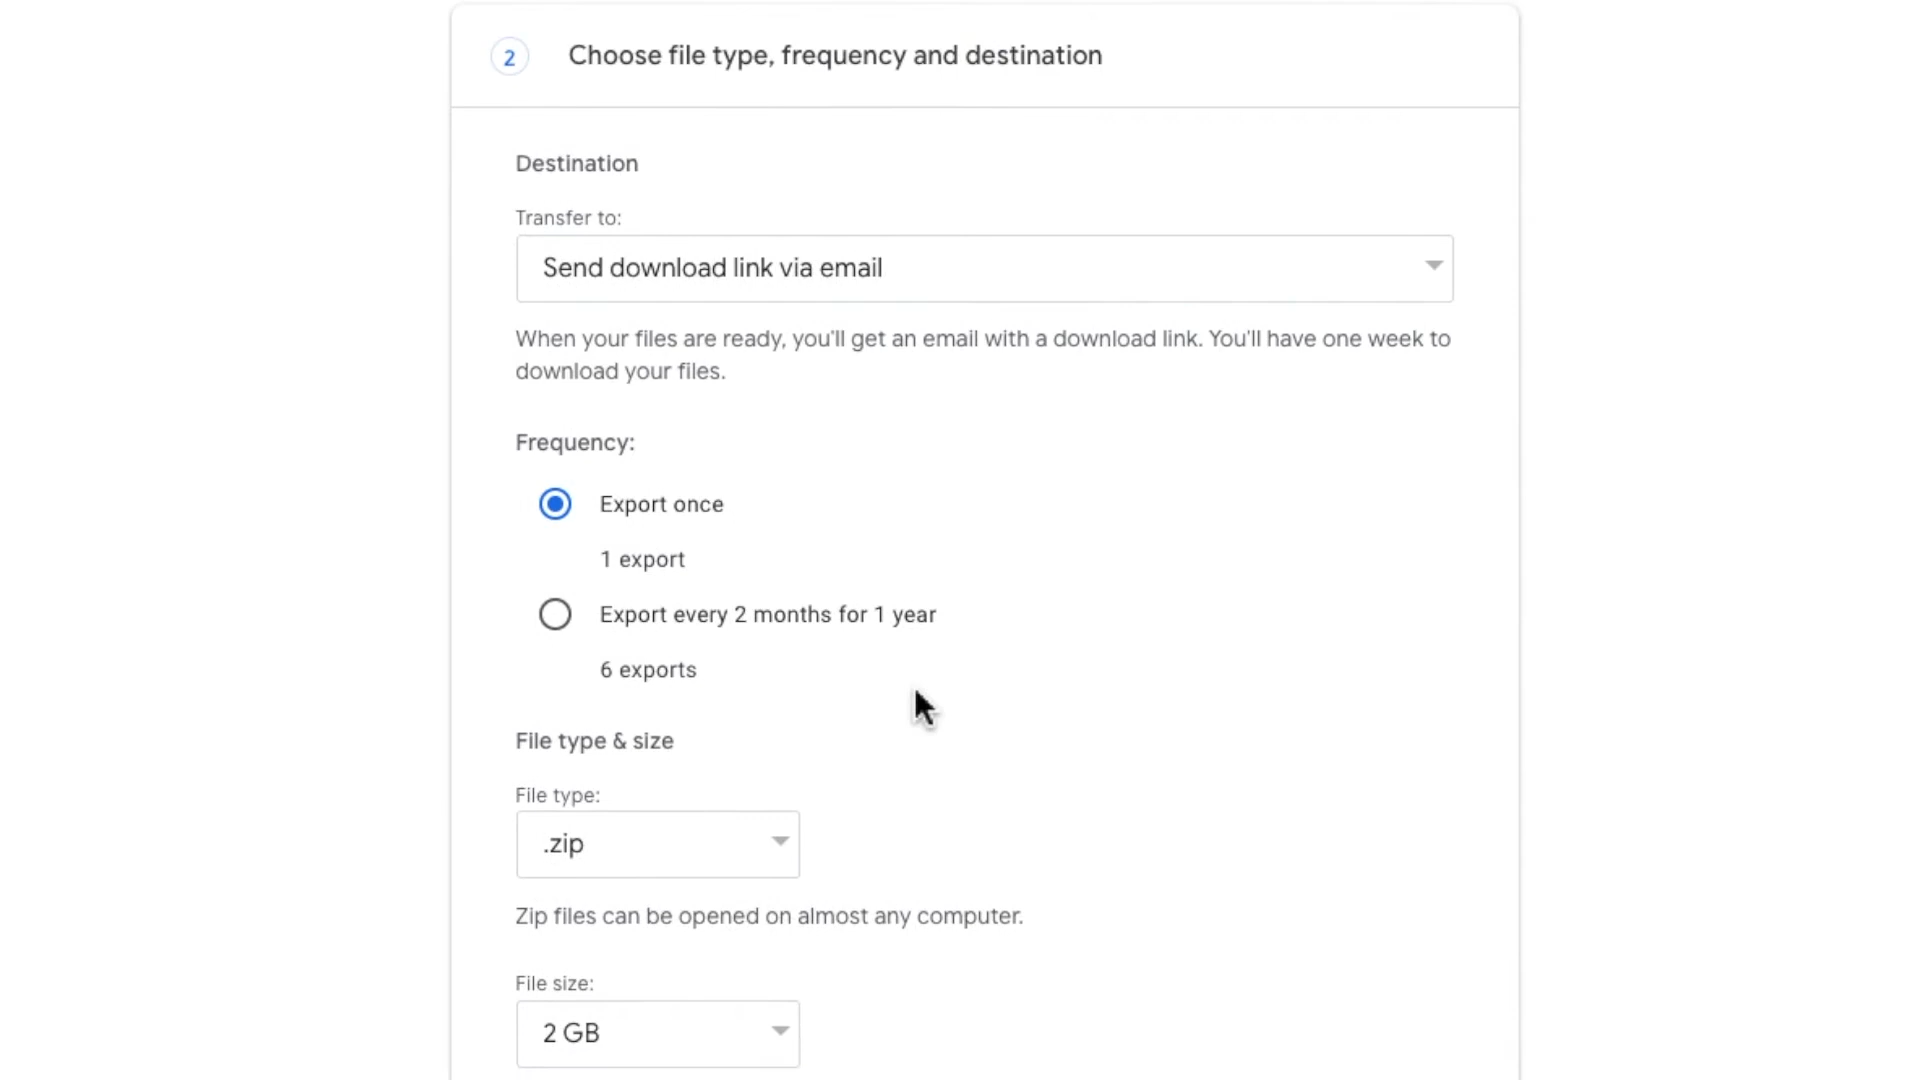 2
Choose file type, frequency and destination
Destination
Transfer to:
Send download link via email
When your files are ready, you'll get an email with a download link. You'll have one week to
download your files.
Frequency:
Export once
1 export
Export every 2 months for 1 year
6 exports
File type & size
File type:
.zip
Zip files can be opened on almost any computer.
File size:
2 GB